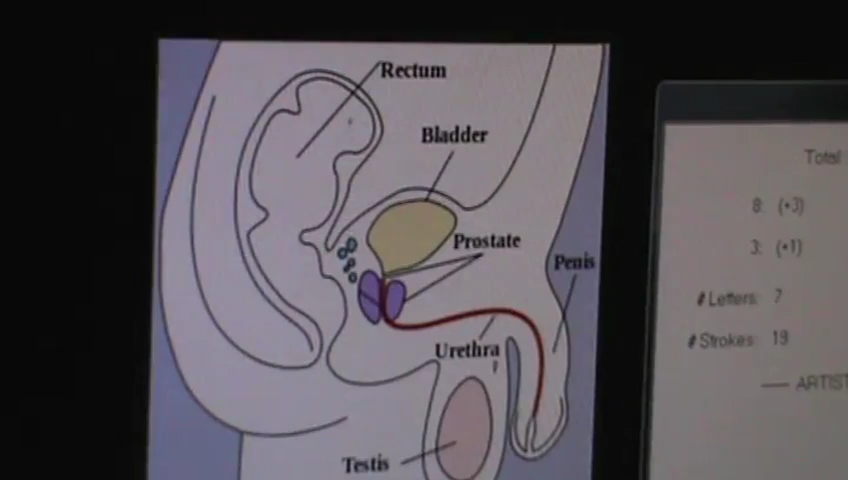 Rectum
Bladder
Prostate
Penis
Urethra
Testis
Total
8: (+3)
3: (+1)
# Letters: 7
# Strokes: 19
— ARTIST